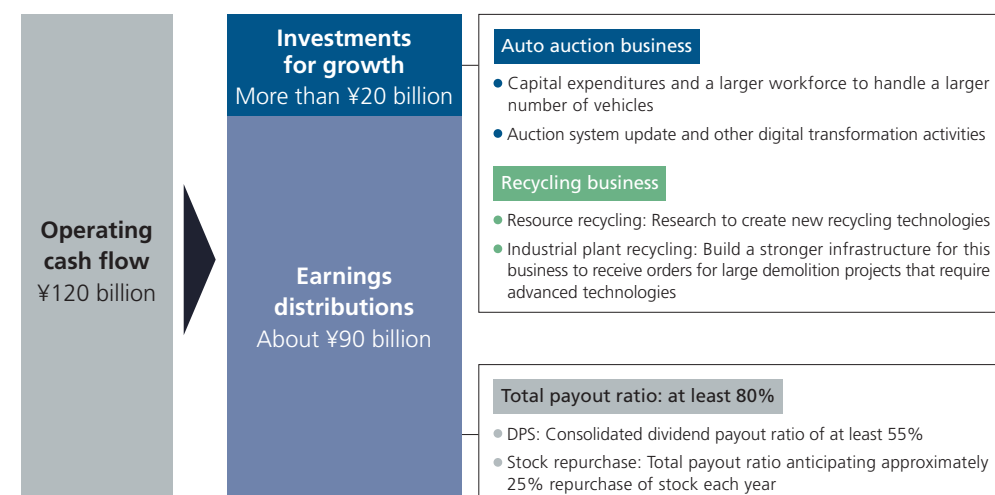 Operating
cash flow
¥120 billion
Investments
for growth
More than ¥20 billion
Earnings
distributions
About ¥90 billion
Auto auction business
● Capital expenditures and a larger workforce to handle a larger
number of vehicles
● Auction system update and other digital transformation activities
Recycling business
● Resource recycling: Research to create new recycling technologies
● Industrial plant recycling: Build a stronger infrastructure for this
business to receive orders for large demolition projects that require
advanced technologies
Total payout ratio: at least 80%
● DPS: Consolidated dividend payout ratio of at least 55%
● Stock repurchase: Total payout ratio anticipating approximately
25% repurchase of stock each year